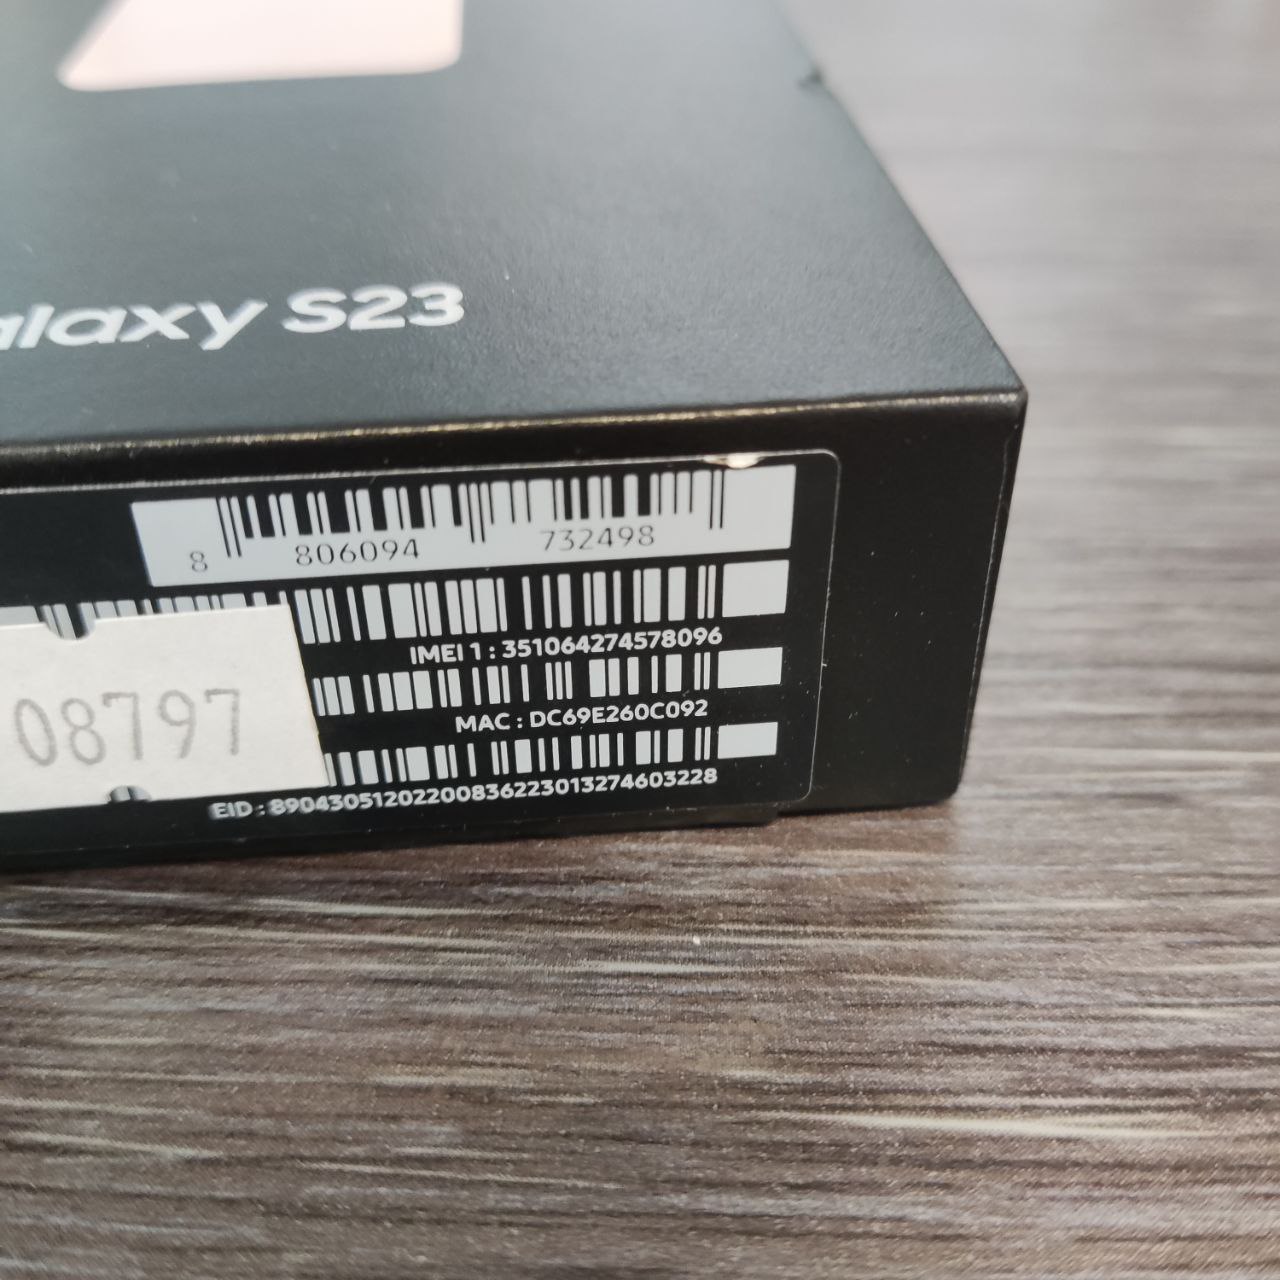 alaxy S23
8 806094 732498
IMEI 1 : 351064274578096
MAC : DC69E260C092
08797
EID : 89043051202200836223013274603228